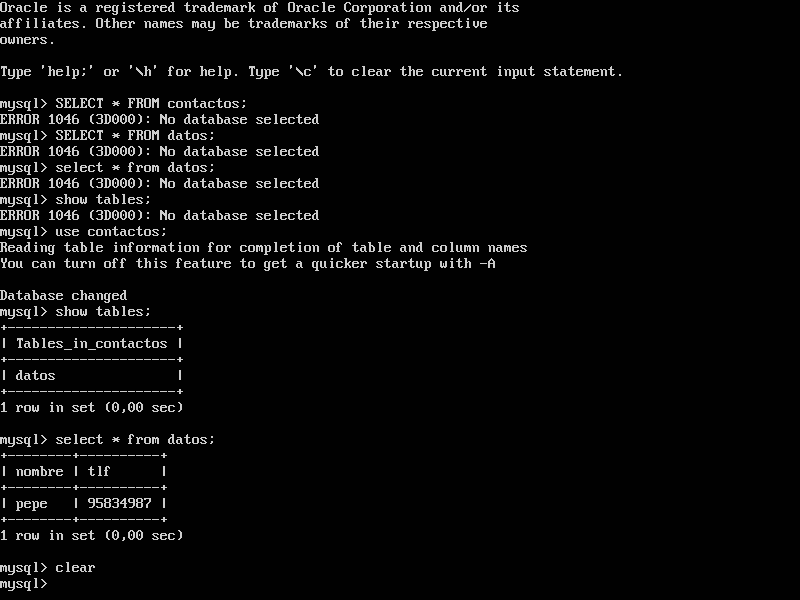 Oracle is a registered trademark of Oracle Corporation and/or its
affiliates. Other names may be trademarks of their respective
owners.
Type 'help;' or '\h' for help. Type '\c' to clear the current input statement.
mysql> SELECT * FROM contactos;
ERROR 1046 (3D000): No database selected
mysql> SELECT * FROM datos;
ERROR 1046 (3D000): No database selected
mysql> select * from datos;
ERROR 1046 (3D000): No database selected
mysql> show tables;
ERROR 1046 (3D000): No database selected
mysql> use contactos;
Reading table information for completion of table and column names
You can turn off this feature to get a quicker startup with -A
Database changed
mysql> show tables;
+---------------------+
| Tables_in_contactos |
+---------------------+
| datos               |
+---------------------+
1 row in set (0,00 sec)
mysql> select * from datos;
+--------+----------+
| nombre | tlf      |
+--------+----------+
| pepe   | 95834987 |
+--------+----------+
1 row in set (0,00 sec)
mysql> clear
mysql>